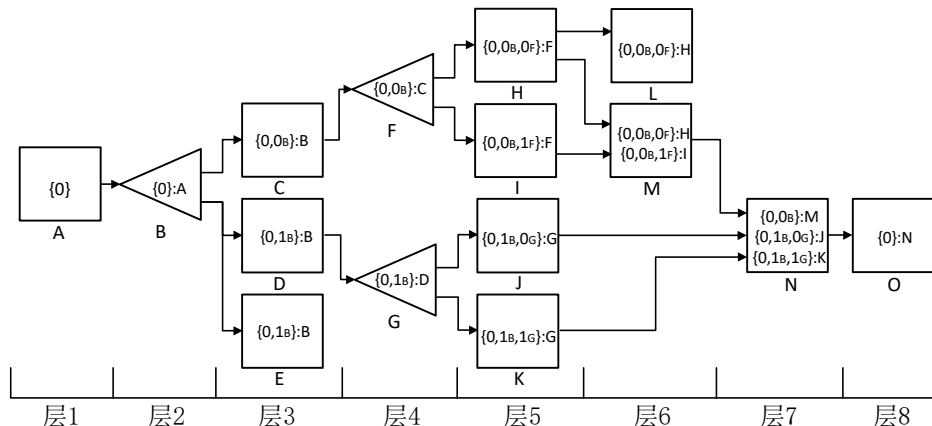 {0}
A
{0}:A
B
{0,0B}:B
C
{0,1B}:B
D
{0,1B}:B
E
{0,0B}:C
F
{0,1B}:D
G
{0,0B,0F}:F
H
{0,0B,1F}:F
I
{0,1B,0G}:G
J
{0,1B,1G}:G
K
{0,0B,0F}:H
L
{0,0B,0F}:H
{0,0B,1F}:I
M
{0,0B}:M
{0,1B,0G}:J
{0,1B,1G}:K
N
{0}:N
O
层1 层2 层3 层4 层5 层6 层7 层8